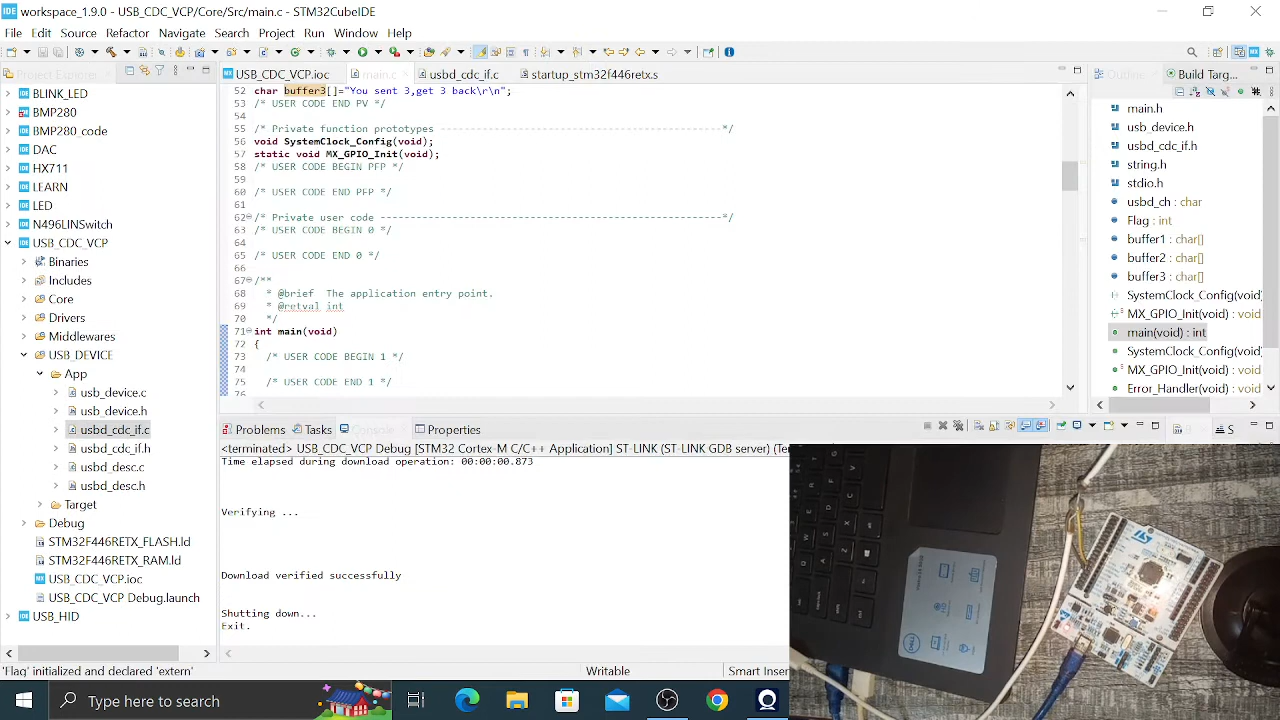 IDE workspace_1.9.0 - USB_CDC_VCP/Core/Src/main.c - STM32CubeIDE
File Edit Source Refactor Navigate Search Project Run Window Help
Project Explorer
BLINK_LED
BMP280
BMP280_code
DAC
HX711
LEARN
LED
N496LINSwitch
USB_CDC_VCP
Binaries
Includes
Core
Drivers
Middlewares
USB_DEVICE
App
usb_device.c
usb_device.h
usbd_cdc_if.c
usbd_cdc_if.h
usbd_desc.c
usbd_desc.h
Target
Debug
STM32F446RETX_FLASH.ld
STM32F446RETX_RAM.ld
USB_CDC_VCP.ioc
USB_CDC_VCP Debug.launch
USB_HID
USB_CDC_VCP.ioc main.c usbd_cdc_if.c startup_stm32f446retx.s
52 char buffer3[]="You sent 3,get 3 back\r\n";
53 /* USER CODE END PV */
54
55 /* Private function prototypes -----------------------------------------------*/
56 void SystemClock_Config(void);
57 static void MX_GPIO_Init(void);
58 /* USER CODE BEGIN PFP */
59
60 /* USER CODE END PFP */
61
62 /* Private user code ---------------------------------------------------------*/
63 /* USER CODE BEGIN 0 */
64
65 /* USER CODE END 0 */
66
67 /**
68 * @brief The application entry point.
69 * @retval int
70 */
71 int main(void)
72 {
73 /* USER CODE BEGIN 1 */
74
75 /* USER CODE END 1 */
76
Outline Build Targ...
main.h
usb_device.h
usbd_cdc_if.h
string.h
stdio.h
usbd_ch : char
Flag : int
buffer1 : char[]
buffer2 : char[]
buffer3 : char[]
SystemClock_Config(void)
MX_GPIO_Init(void) : void
main(void) : int
SystemClock_Config(void)
MX_GPIO_Init(void) : void
Error_Handler(void) : void
Problems Tasks Console Properties
<terminated> USB_CDC_VCP Debug [STM32 Cortex-M C/C++ Application] ST-LINK (ST-LINK GDB server) (Ter
Time elapsed during download operation: 00:00:00.873
Verifying ...
Download verified successfully
Shutting down...
Exit.
'Flag' initialized and declared 'extern'
Writable
Smart Inser
Type here to search